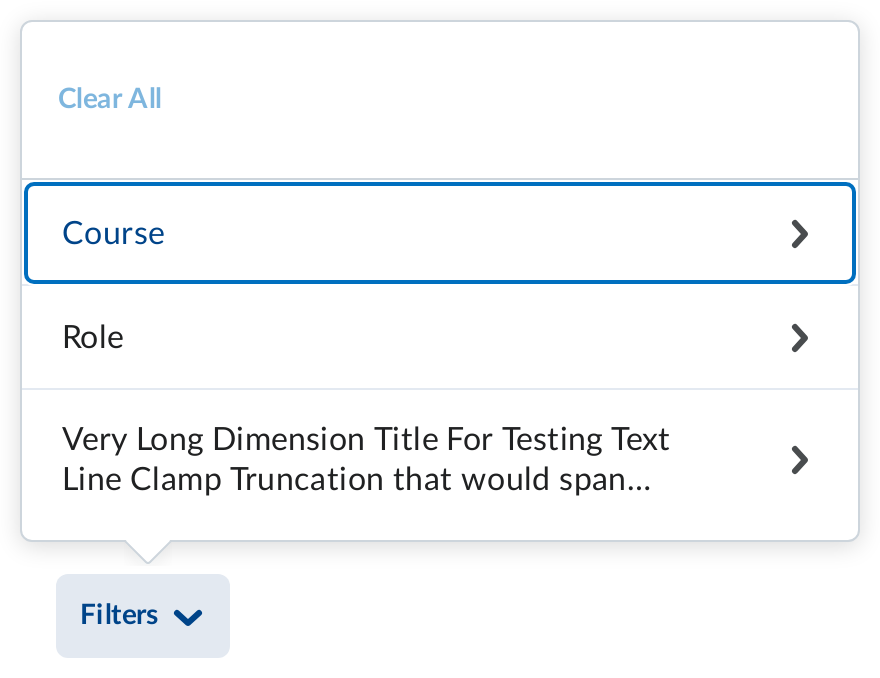 Clear All
Course
Role
Very Long Dimension Title For Testing Text
Line Clamp Truncation that would span...
Filters